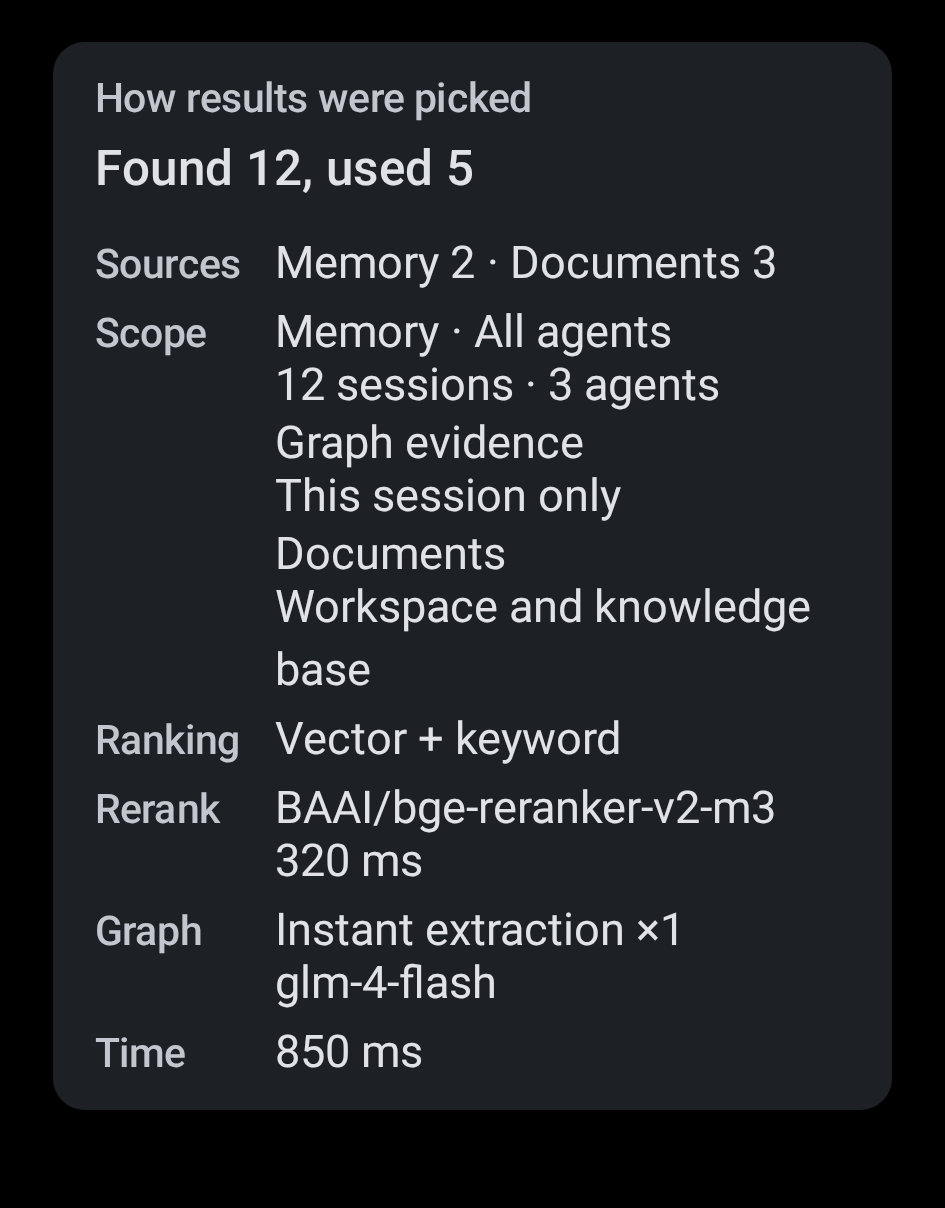 How results were picked
Found 12, used 5
Sources Memory 2 · Documents 3
Scope Memory · All agents
12 sessions · 3 agents
Graph evidence
This session only
Documents
Workspace and knowledge
base
Ranking Vector + keyword
Rerank BAAI/bge-reranker-v2-m3
320 ms
Graph Instant extraction ×1
glm-4-flash
Time 850 ms